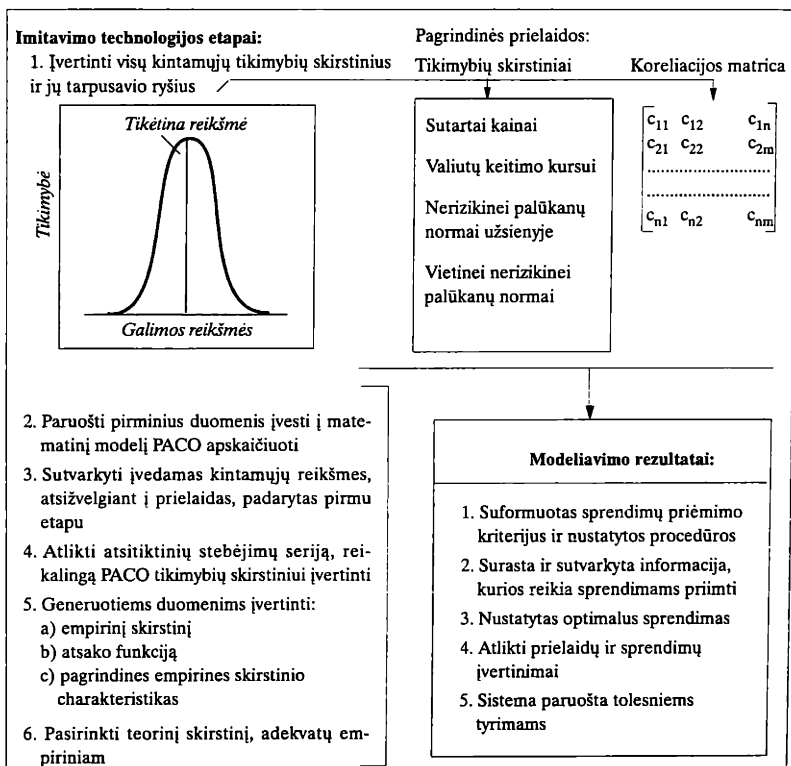 Imitavimo technologijos etapai:
1. Įvertinti visų kintamųjų tikimybių skirstinius
ir jų tarpusavio ryšius
Tikėtina reikšmė
Tikimybė
Galimos reikšmės
Pagrindinės prielaidos:
Tikimybių skirstiniai
Koreliacijos matrica
Sutartai kainai
Valiutų keitimo kursui
Nerizikinei palūkanų
normai užsienyje
Vietinei nerizikinei
palūkanų normai
c11 c12 c1n
c21 c22 c2m
........................
........................
cn1 cn2 cnm
2. Paruošti pirminius duomenis įvesti į mate-
matinį modelį PACO apskaičiuoti
3. Sutvarkyti įvedamas kintamųjų reikšmes,
atsižvelgiant į prielaidas, padarytas pirmu
etapu
4. Atlikti atsitiktinių stebėjimų seriją, rei-
kalingą PACO tikimybių skirstiniui įvertinti
5. Generuotiems duomenims įvertinti:
a) empirinį skirstinį
b) atsako funkciją
c) pagrindines empirines skirstinio
charakteristikas
6. Pasirinkti teorinį skirstinį, adekvatų em-
piriniam
Modeliavimo rezultatai:
1. Suformuotas sprendimų priėmimo
kriterijus ir nustatytos procedūros
2. Surasta ir sutvarkyta informacija,
kurios reikia sprendimams priimti
3. Nustatytas optimalus sprendimas
4. Atlikti prielaidų ir sprendimų
įvertinimai
5. Sistema paruošta tolesniems
tyrimams